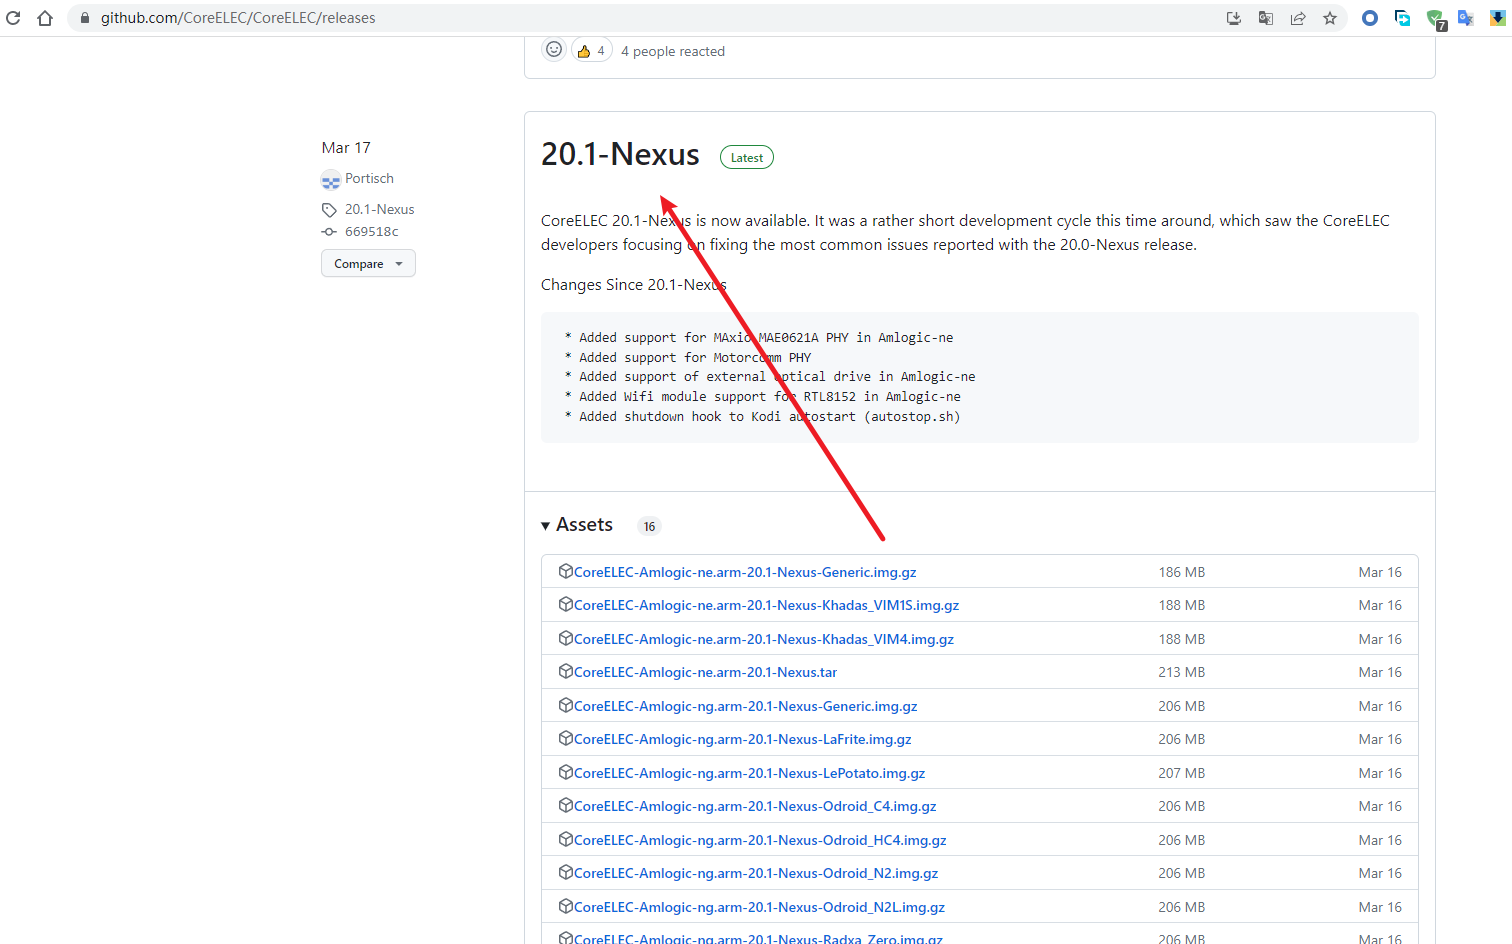 github.com/CoreELEC/CoreELEC/releases
7
4 4 people reacted
Mar 17
Portisch
20.1-Nexus
669518c
Compare
20.1-Nexus Latest
CoreELEC 20.1-Nexus is now available. It was a rather short development cycle this time around, which saw the CoreELEC
developers focusing on fixing the most common issues reported with the 20.0-Nexus release.
Changes Since 20.1-Nexus
* Added support for MAxio MAE0621A PHY in Amlogic-ne
* Added support for Motorcomm PHY
* Added support of external optical drive in Amlogic-ne
* Added Wifi module support for RTL8152 in Amlogic-ne
* Added shutdown hook to Kodi autostart (autostop.sh)
Assets 16
CoreELEC-Amlogic-ne.arm-20.1-Nexus-Generic.img.gz 186 MB Mar 16
CoreELEC-Amlogic-ne.arm-20.1-Nexus-Khadas_VIM1S.img.gz 188 MB Mar 16
CoreELEC-Amlogic-ne.arm-20.1-Nexus-Khadas_VIM4.img.gz 188 MB Mar 16
CoreELEC-Amlogic-ne.arm-20.1-Nexus.tar 213 MB Mar 16
CoreELEC-Amlogic-ng.arm-20.1-Nexus-Generic.img.gz 206 MB Mar 16
CoreELEC-Amlogic-ng.arm-20.1-Nexus-LaFrite.img.gz 206 MB Mar 16
CoreELEC-Amlogic-ng.arm-20.1-Nexus-LePotato.img.gz 207 MB Mar 16
CoreELEC-Amlogic-ng.arm-20.1-Nexus-Odroid_C4.img.gz 206 MB Mar 16
CoreELEC-Amlogic-ng.arm-20.1-Nexus-Odroid_HC4.img.gz 206 MB Mar 16
CoreELEC-Amlogic-ng.arm-20.1-Nexus-Odroid_N2.img.gz 206 MB Mar 16
CoreELEC-Amlogic-ng.arm-20.1-Nexus-Odroid_N2L.img.gz 206 MB Mar 16
CoreELEC-Amlogic-ng.arm-20.1-Nexus-Radxa_Zero.img.gz 206 MB Mar 16